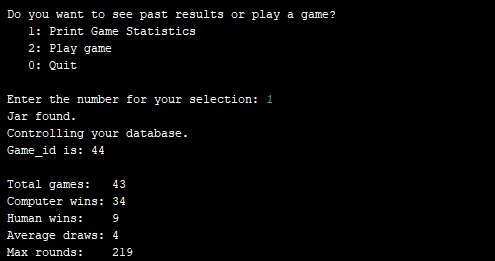 Do you want to see past results or play a game?
1: Print Game Statistics
2: Play game
0: Quit
Enter the number for your selection: 1
Jar found.
Controlling your database.
Game_id is: 44
Total games: 43
Computer wins: 34
Human wins: 9
Average draws: 4
Max rounds: 219